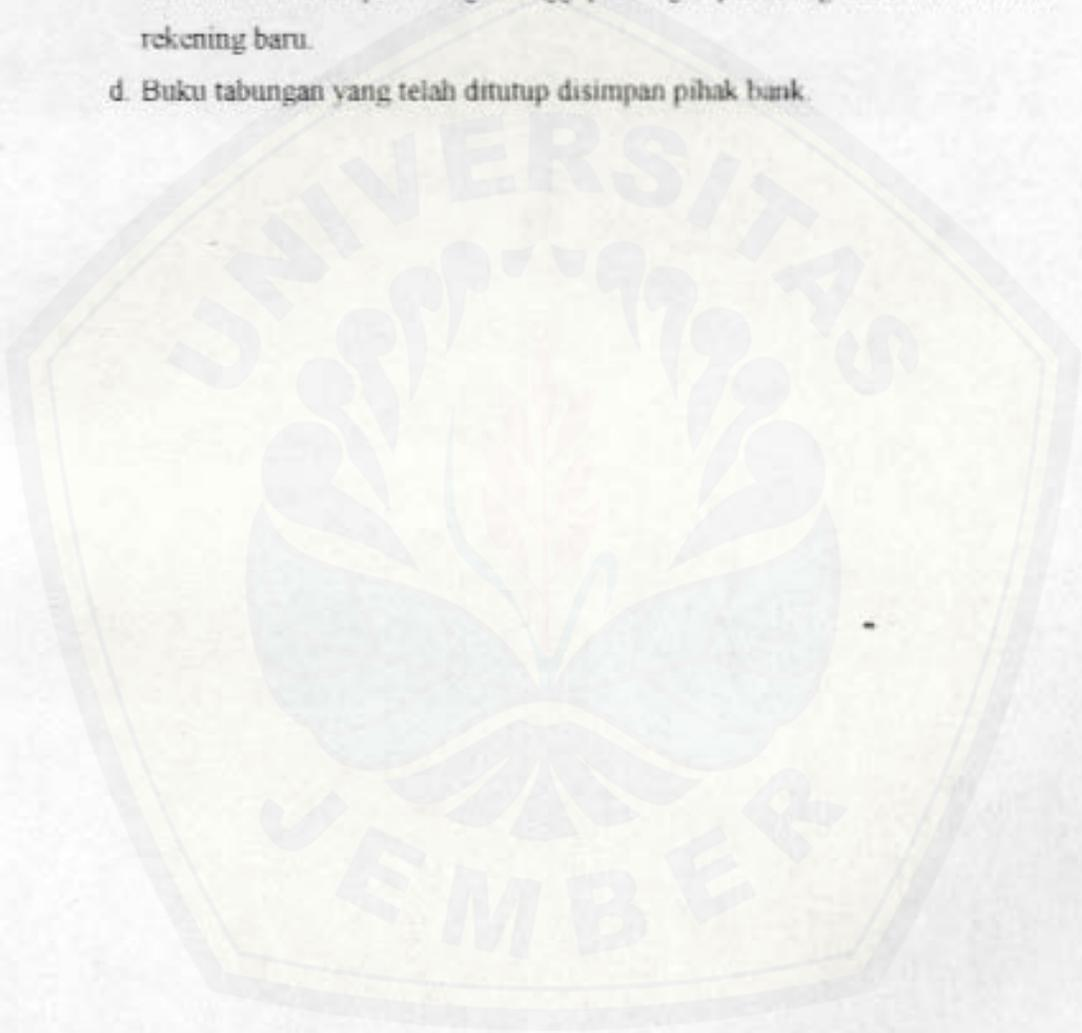 rekening baru.
d. Buku tabungan yang telah ditutup disimpan pihak bank.
UNIVERSITAS
JEMBER